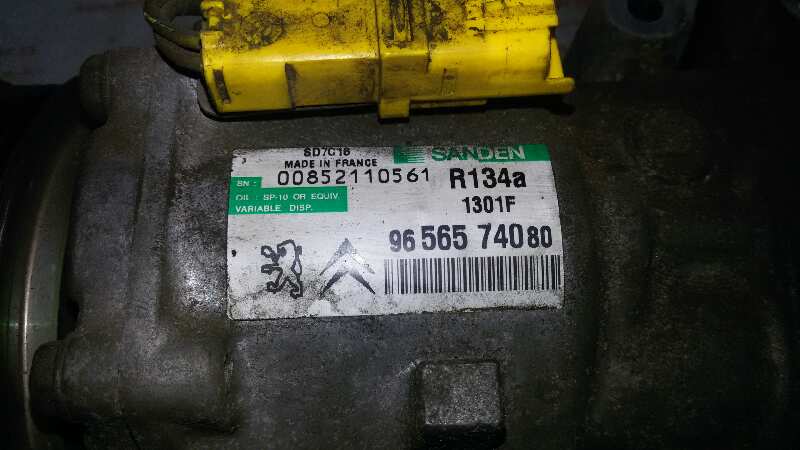 SD7C16
MADE IN FRANCE
SANDEN
SN :
00852110561
R134a
OIL : SP-10 OR EQUIV.
VARIABLE DISP.
1301F
96 565 740 80